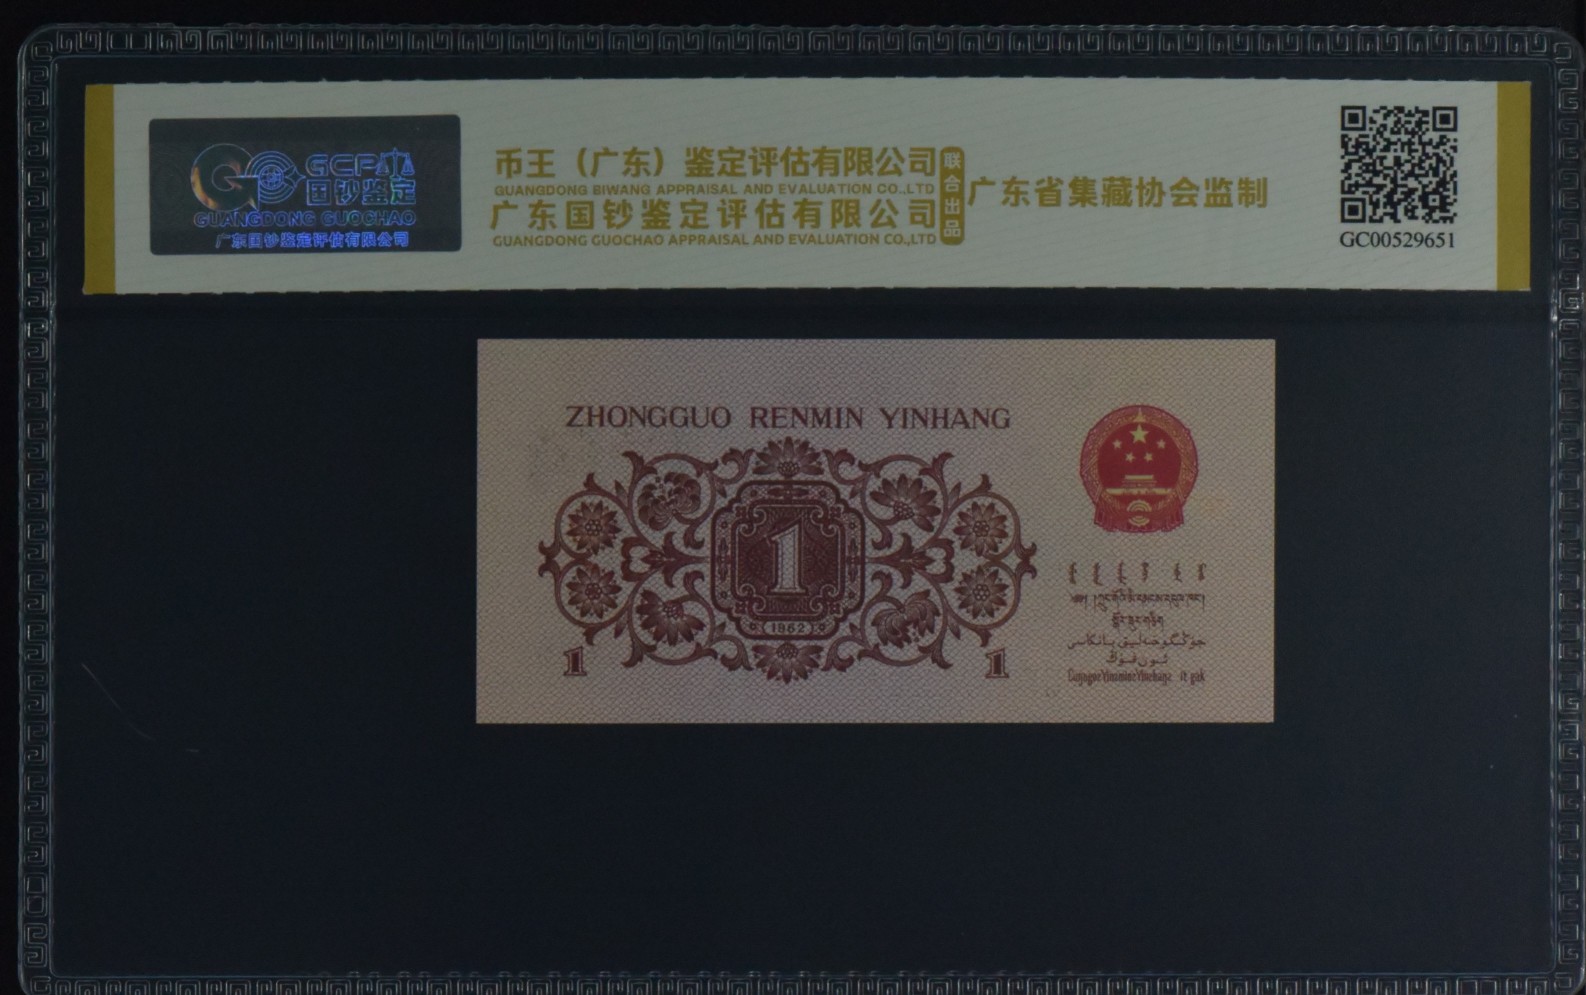 GCPA
国钞鉴定
GUANGDONG GUOCHAO
广东国钞鉴定评估有限公司
币王（广东）鉴定评估有限公司
GUANGDONG BIWANG APPRAISAL AND EVALUATION CO.,LTD
广东国钞鉴定评估有限公司
GUANGDONG GUOCHAO APPRAISAL AND EVALUATION CO.,LTD
联合出品
广东省集藏协会监制
GC00529651
ZHONGGUO RENMIN YINHANG
1
1962
1
1
جۇڭگو خەلق بانكاسى